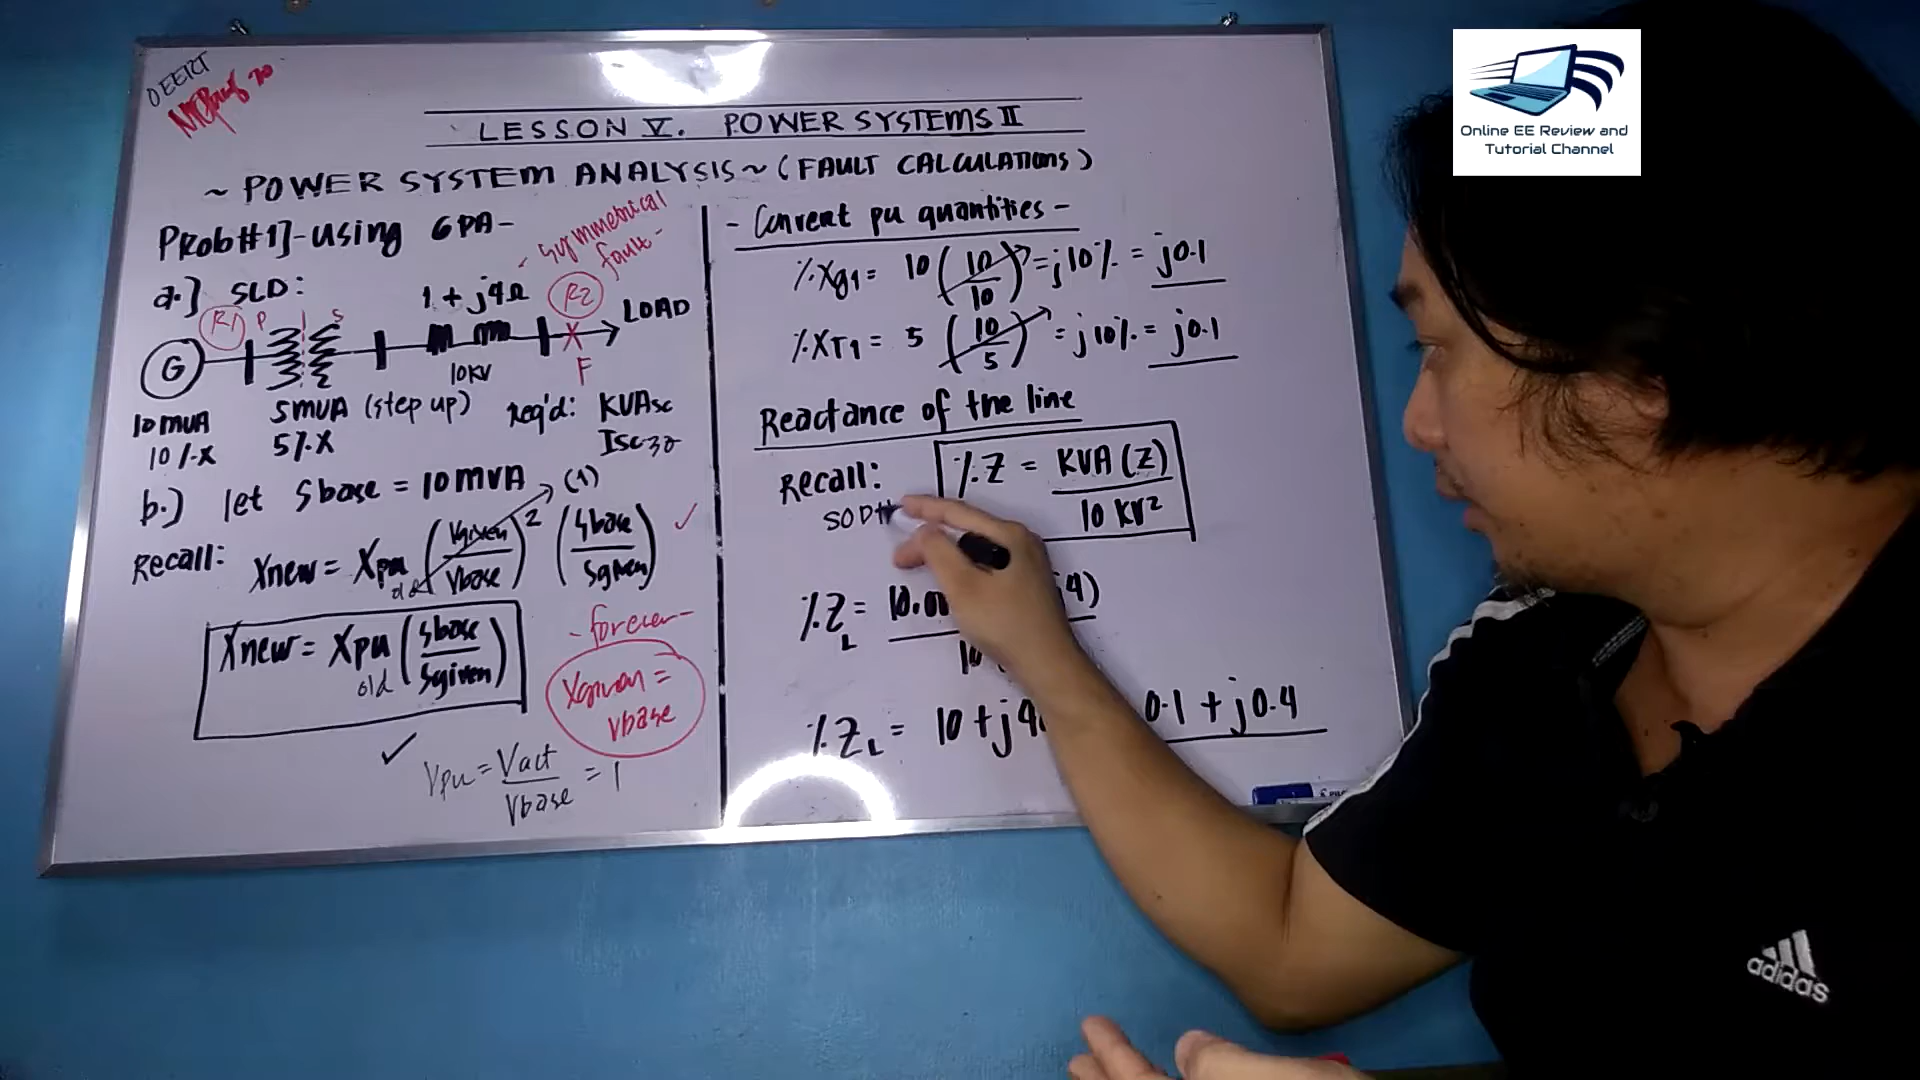 OEERT
LESSON V. POWER SYSTEMS II
~ POWER SYSTEM ANALYSIS ~ (FAULT CALCULATIONS)
Prob#1]-using GPA-
- symmetrical
fault-
a.] SLD:
1 + j4Ω
R1
P
S
R2
LOAD
G
10KV
F
10MVA
10%X
5MVA (step up)
5%X
Req'd: KVAsc
Isc3ø
b.) let Sbase = 10MVA
(1)
Recall: Xnew = Xpu old (Vgiven/Vbase)² (Sbase/Sgiven)
Xnew = Xpu old (Sbase/Sgiven)
- forever -
Xgiven =
Vbase
Vpu = Vact/Vbase = 1
- Convert pu quantities -
%Xg1 = 10 (10/10) = j10% = j0.1
%XT1 = 5 (10/5) = j10% = j0.1
Reactance of the line
Recall:
%Z = KVA (Z)/10 KV²
%ZL =
%ZL = 10 +
0.1 + j0.4
Online EE Review and
Tutorial Channel
adidas